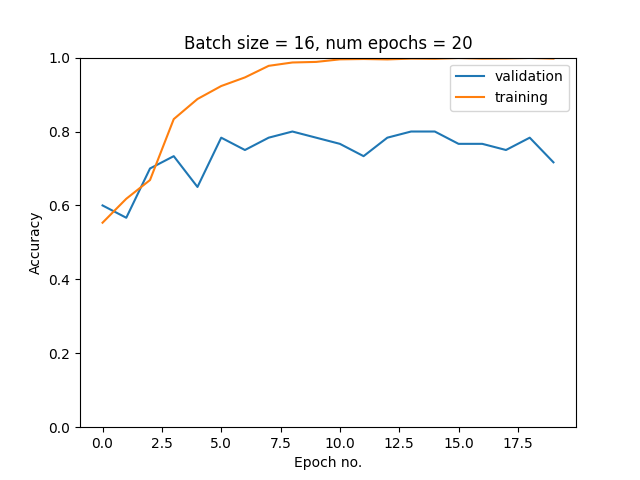 Batch size = 16, num epochs = 20
1.0
0.8
0.6
0.4
0.2
0.0
Accuracy
validation
training
0.0 2.5 5.0 7.5 10.0 12.5 15.0 17.5
Epoch no.